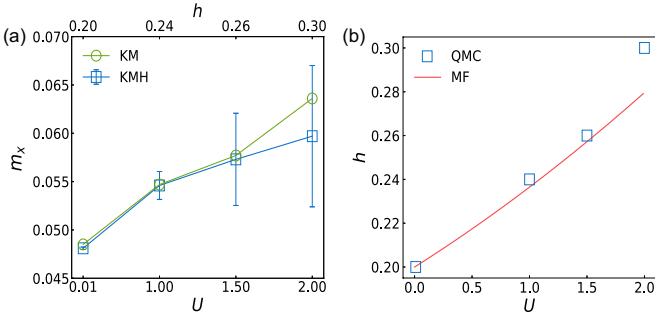 h
0.20 0.24 0.26 0.30
(a)
0.070
0.065
0.060
0.055
0.050
0.045
m_x
KM
KMH
0.01 1.00 1.50 2.00
U
(b)
0.30
0.28
0.26
0.24
0.22
0.20
h
QMC
MF
0.0 0.5 1.0 1.5 2.0
U